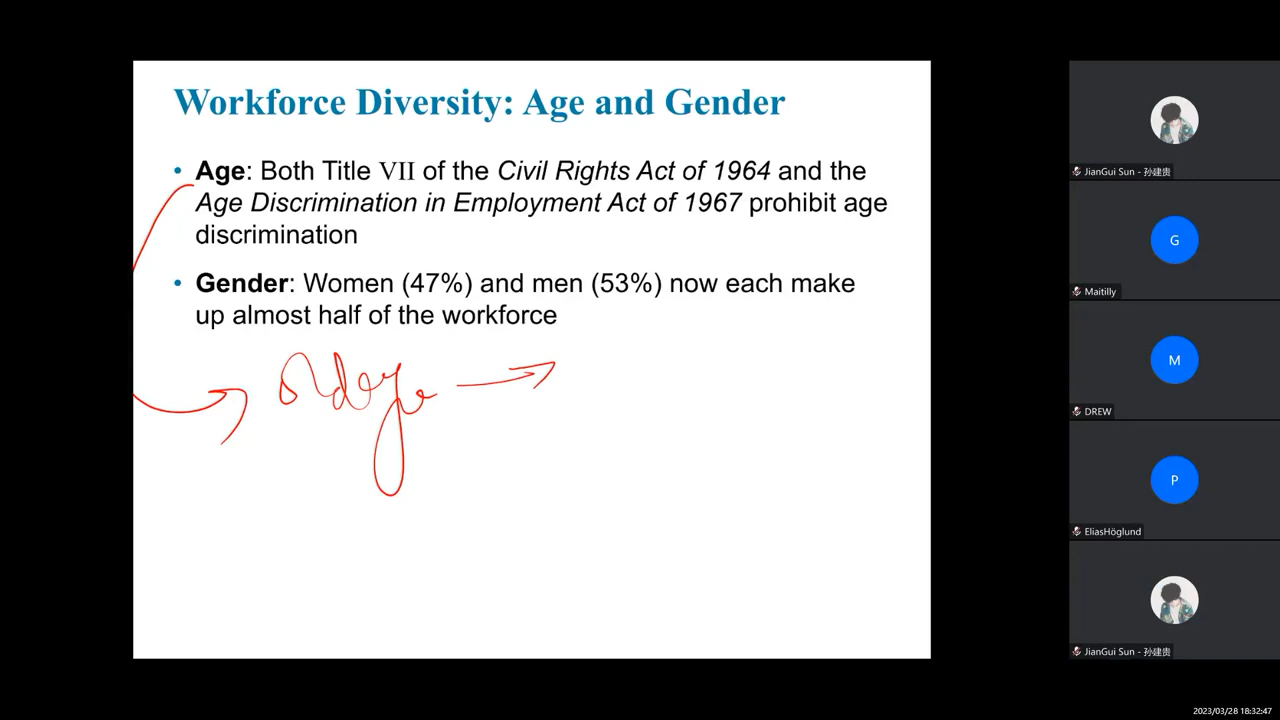 Workforce Diversity: Age and Gender
• Age: Both Title VII of the Civil Rights Act of 1964 and the
Age Discrimination in Employment Act of 1967 prohibit age
discrimination
• Gender: Women (47%) and men (53%) now each make
up almost half of the workforce
JianGui Sun - 孙建贵
G
Maitilly
M
DREW
P
EliasHöglund
JianGui Sun - 孙建贵
2023/03/28 18:32:47